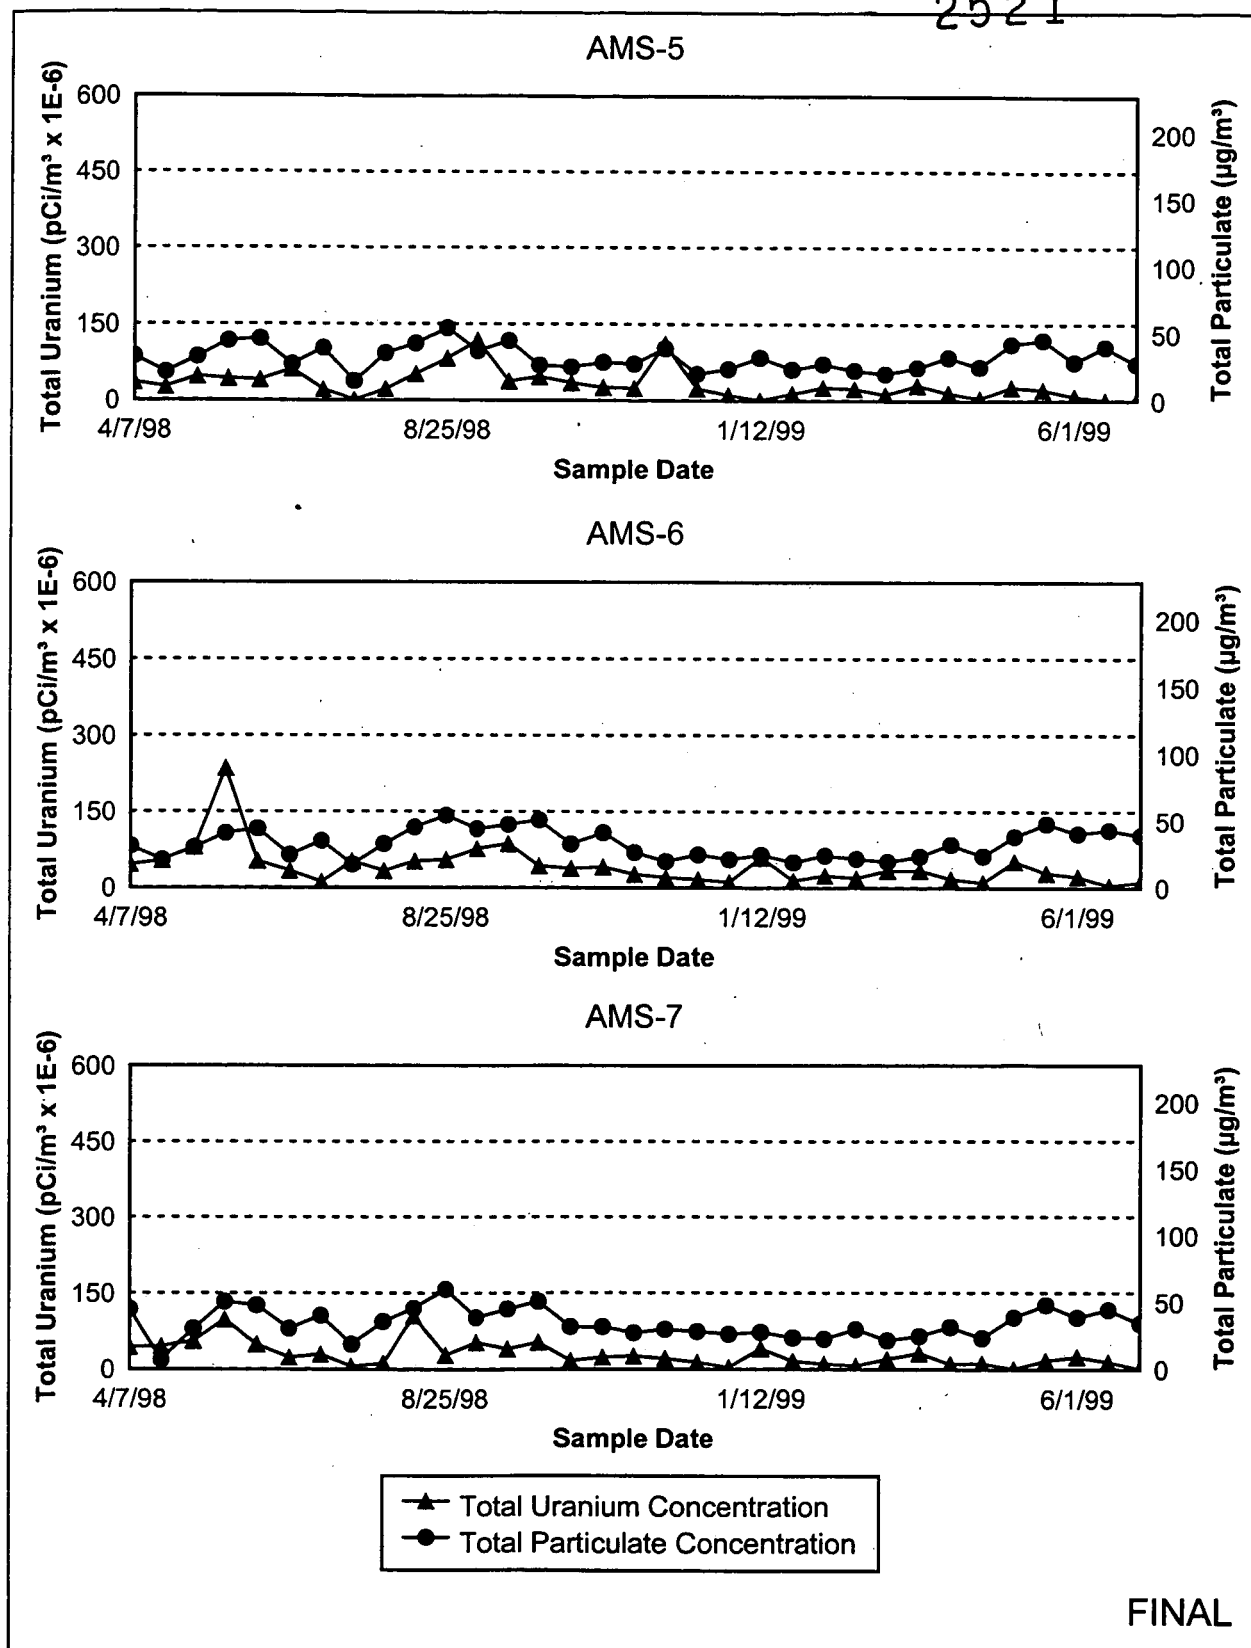 2521
AMS-5
Total Uranium (pCi/m³ x 1E-6)
600
450
300
150
0
Total Particulate (µg/m³)
200
150
100
50
0
4/7/98 8/25/98 1/12/99 6/1/99
Sample Date
AMS-6
Total Uranium (pCi/m³ x 1E-6)
600
450
300
150
0
Total Particulate (µg/m³)
200
150
100
50
0
4/7/98 8/25/98 1/12/99 6/1/99
Sample Date
AMS-7
Total Uranium (pCi/m³ x 1E-6)
600
450
300
150
0
Total Particulate (µg/m³)
200
150
100
50
0
4/7/98 8/25/98 1/12/99 6/1/99
Sample Date
Total Uranium Concentration
Total Particulate Concentration
FINAL